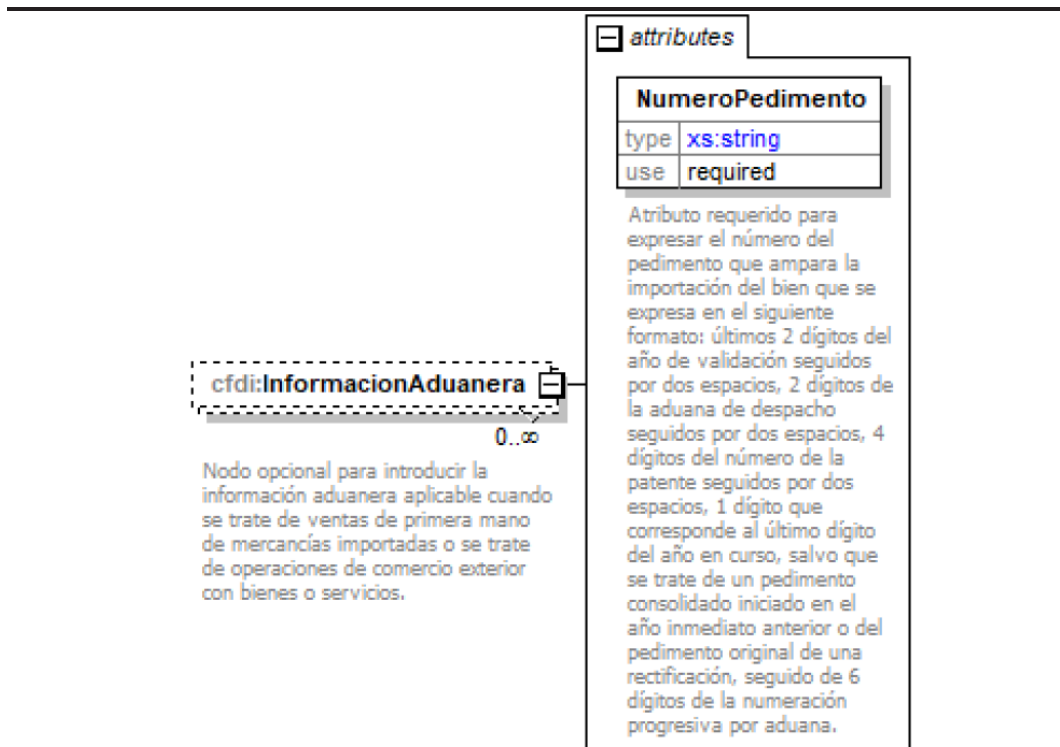 attributes
NumeroPedimento
type xs:string
use required
Atributo requerido para
expresar el número del
pedimento que ampara la
importación del bien que se
expresa en el siguiente
formato: últimos 2 dígitos del
año de validación seguidos
por dos espacios, 2 dígitos de
la aduana de despacho
seguidos por dos espacios, 4
dígitos del número de la
patente seguidos por dos
espacios, 1 dígito que
corresponde al último dígito
del año en curso, salvo que
se trate de un pedimento
consolidado iniciado en el
año inmediato anterior o del
pedimento original de una
rectificación, seguido de 6
dígitos de la numeración
progresiva por aduana.
cfdi:InformacionAduanera
0..∞
Nodo opcional para introducir la
información aduanera aplicable cuando
se trate de ventas de primera mano
de mercancías importadas o se trate
de operaciones de comercio exterior
con bienes o servicios.